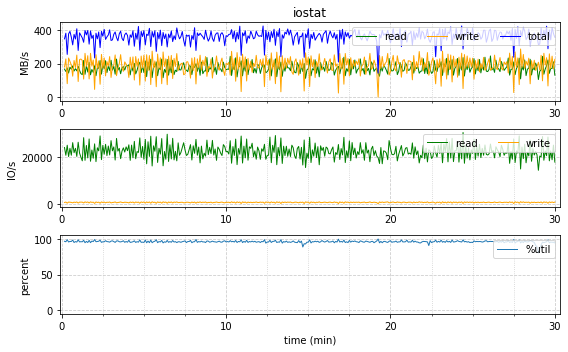 iostat
MB/s
400
200
0
read write total
0 10 20 30
IO/s
20000
0
read write
0 10 20 30
percent
100
50
0
%util
0 10 20 30
time (min)